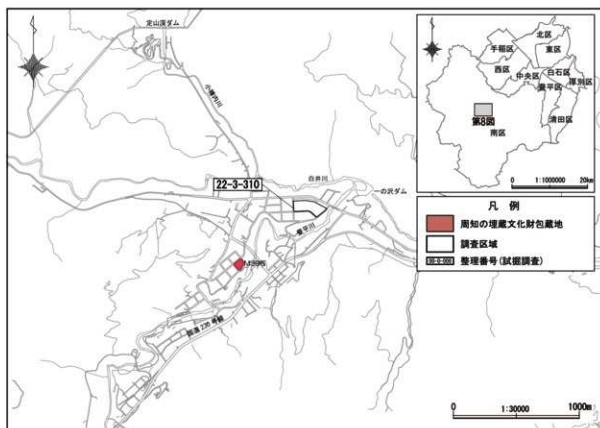 定山渓ダム
小樽内川
22-3-310
白井川
一の沢ダム
豊平川
国道230号線
手稲区
北区
東区
西区
中央区
白石区
厚別区
豊平区
清田区
第8図
南区
0 1:1000000 20km
凡 例
周知の埋蔵文化財包蔵地
調査区域
整理番号(試掘調査)
0 1:30000 1000m